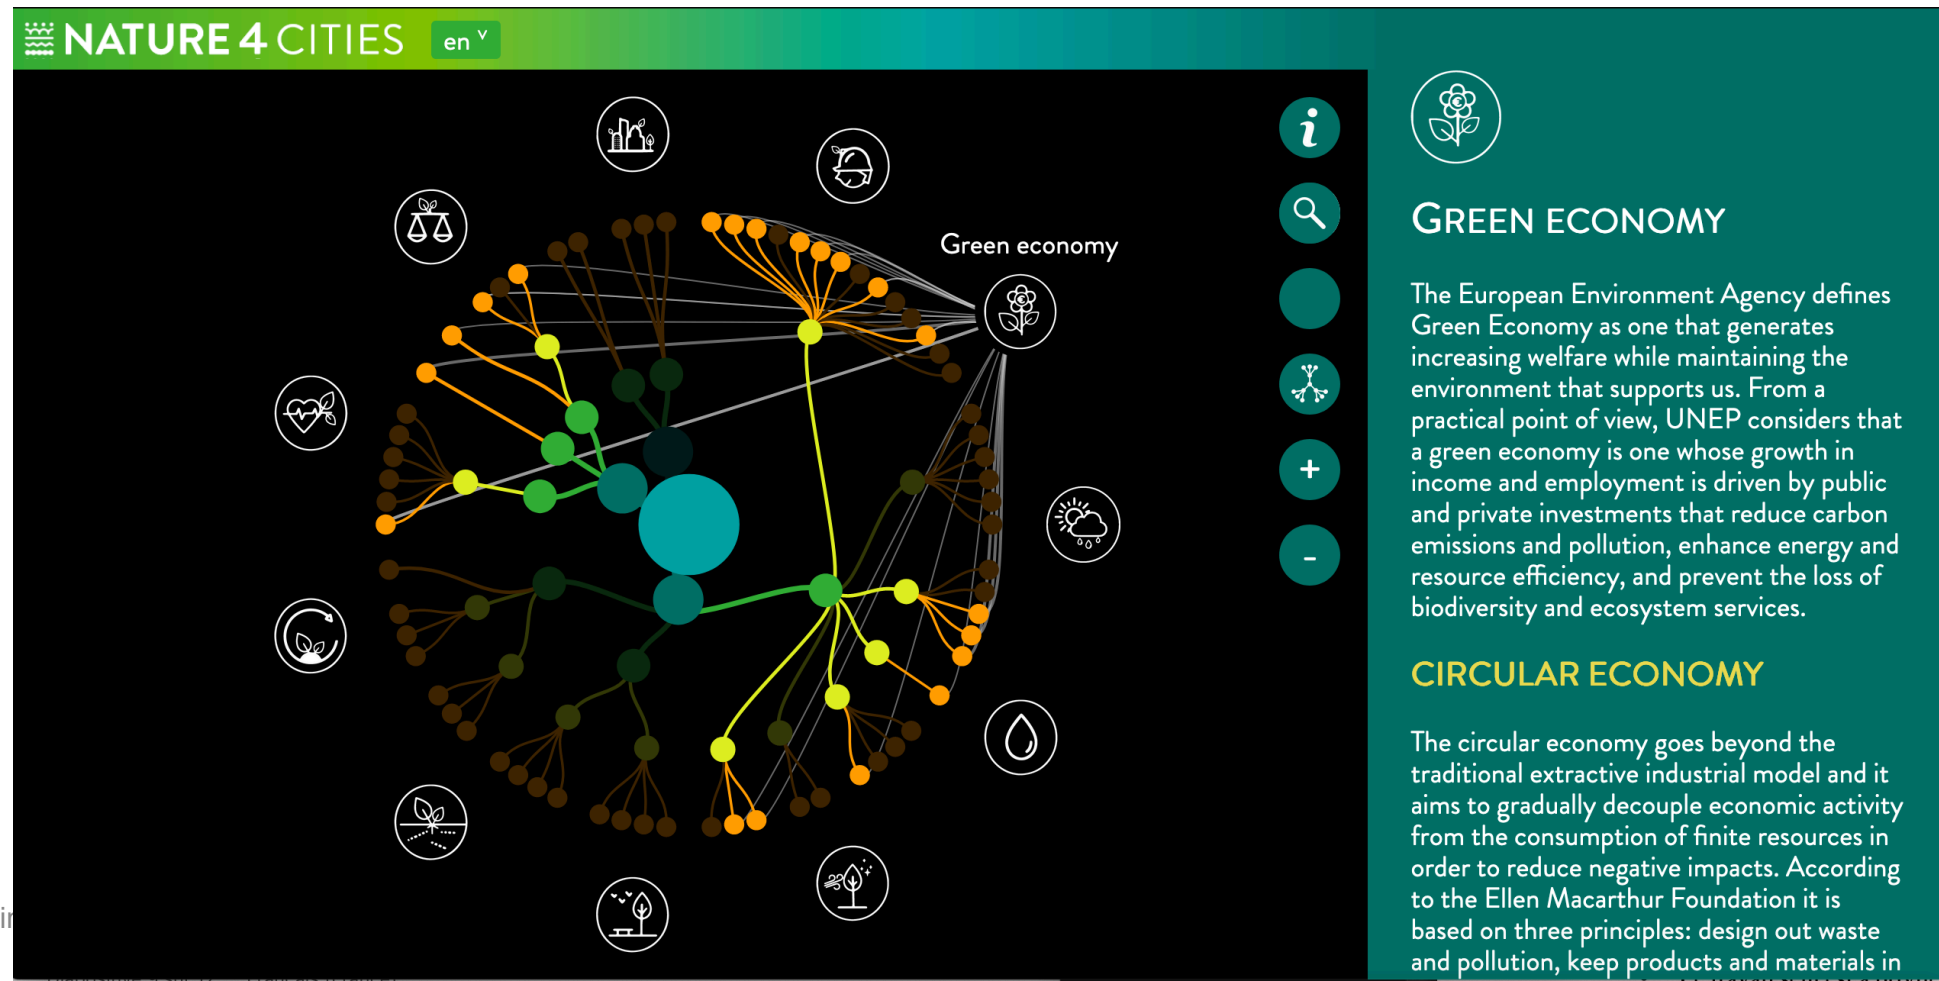 NATURE 4 CITIES
en
Green economy
i
+
-
GREEN ECONOMY
The European Environment Agency defines
Green Economy as one that generates
increasing welfare while maintaining the
environment that supports us. From a
practical point of view, UNEP considers that
a green economy is one whose growth in
income and employment is driven by public
and private investments that reduce carbon
emissions and pollution, enhance energy and
resource efficiency, and prevent the loss of
biodiversity and ecosystem services.
CIRCULAR ECONOMY
The circular economy goes beyond the
traditional extractive industrial model and it
aims to gradually decouple economic activity
from the consumption of finite resources in
order to reduce negative impacts. According
to the Ellen Macarthur Foundation it is
based on three principles: design out waste
and pollution, keep products and materials in